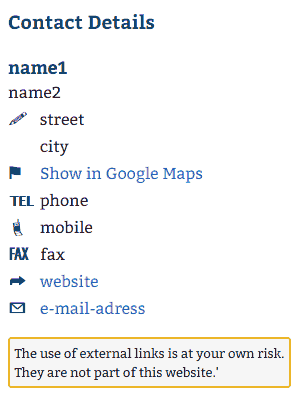 Contact Details
name1
name2
street
city
Show in Google Maps
TEL phone
mobile
FAX fax
website
e-mail-adress
The use of external links is at your own risk.
They are not part of this website.'